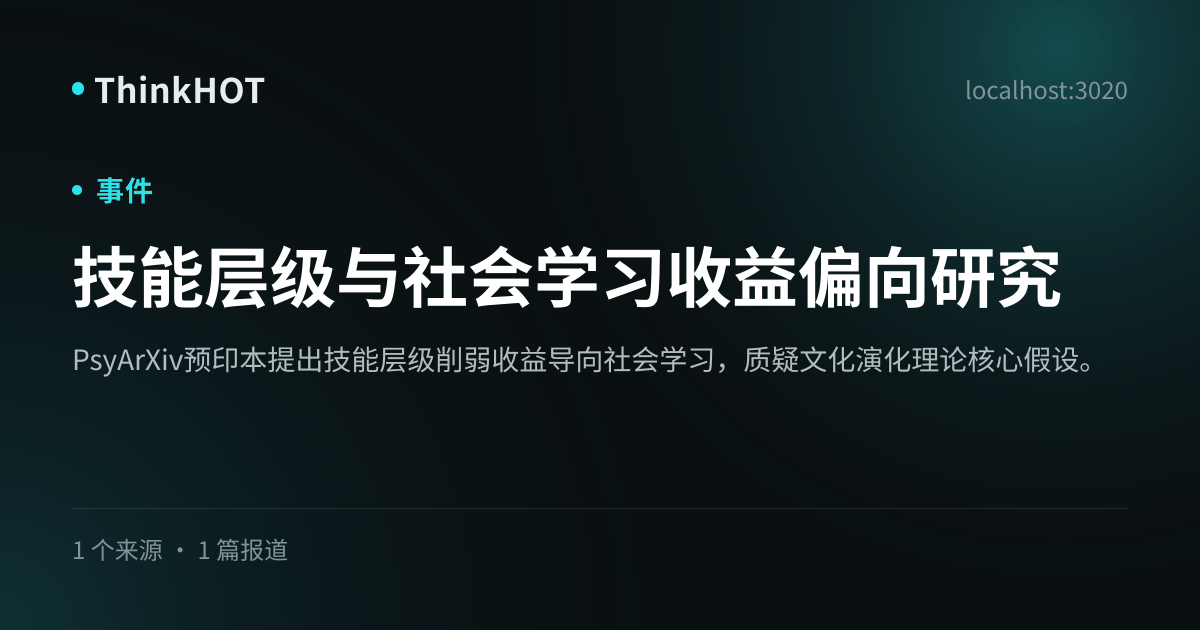 ThinkHOT
localhost:3020
事件
技能层级与社会学习收益偏向研究
PsyArXiv预印本提出技能层级削弱收益导向社会学习，质疑文化演化理论核心假设。
1 个来源 · 1 篇报道